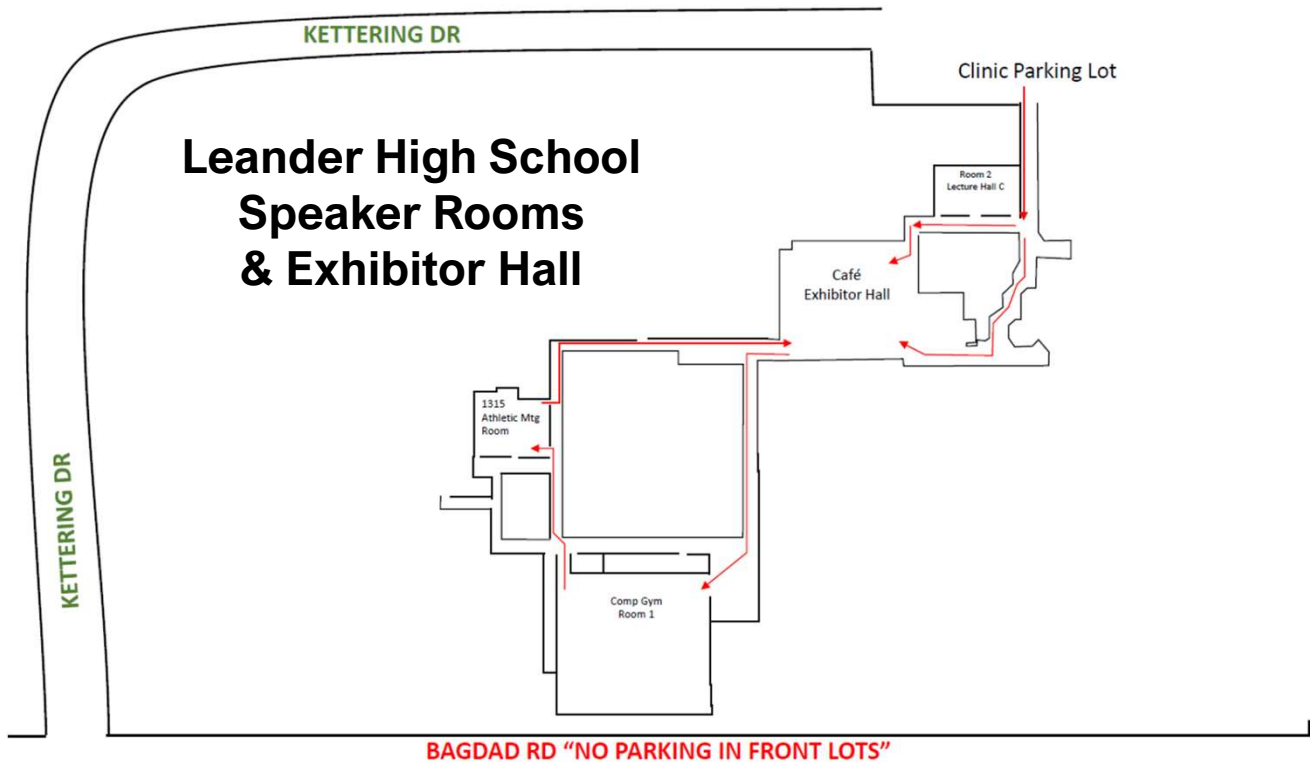 KETTERING DR
Clinic Parking Lot
Leander High School
Speaker Rooms
& Exhibitor Hall
Room 2
Lecture Hall C
Café
Exhibitor Hall
1315
Athletic Mtg
Room
KETTERING DR
Comp Gym
Room 1
BAGDAD RD “NO PARKING IN FRONT LOTS”